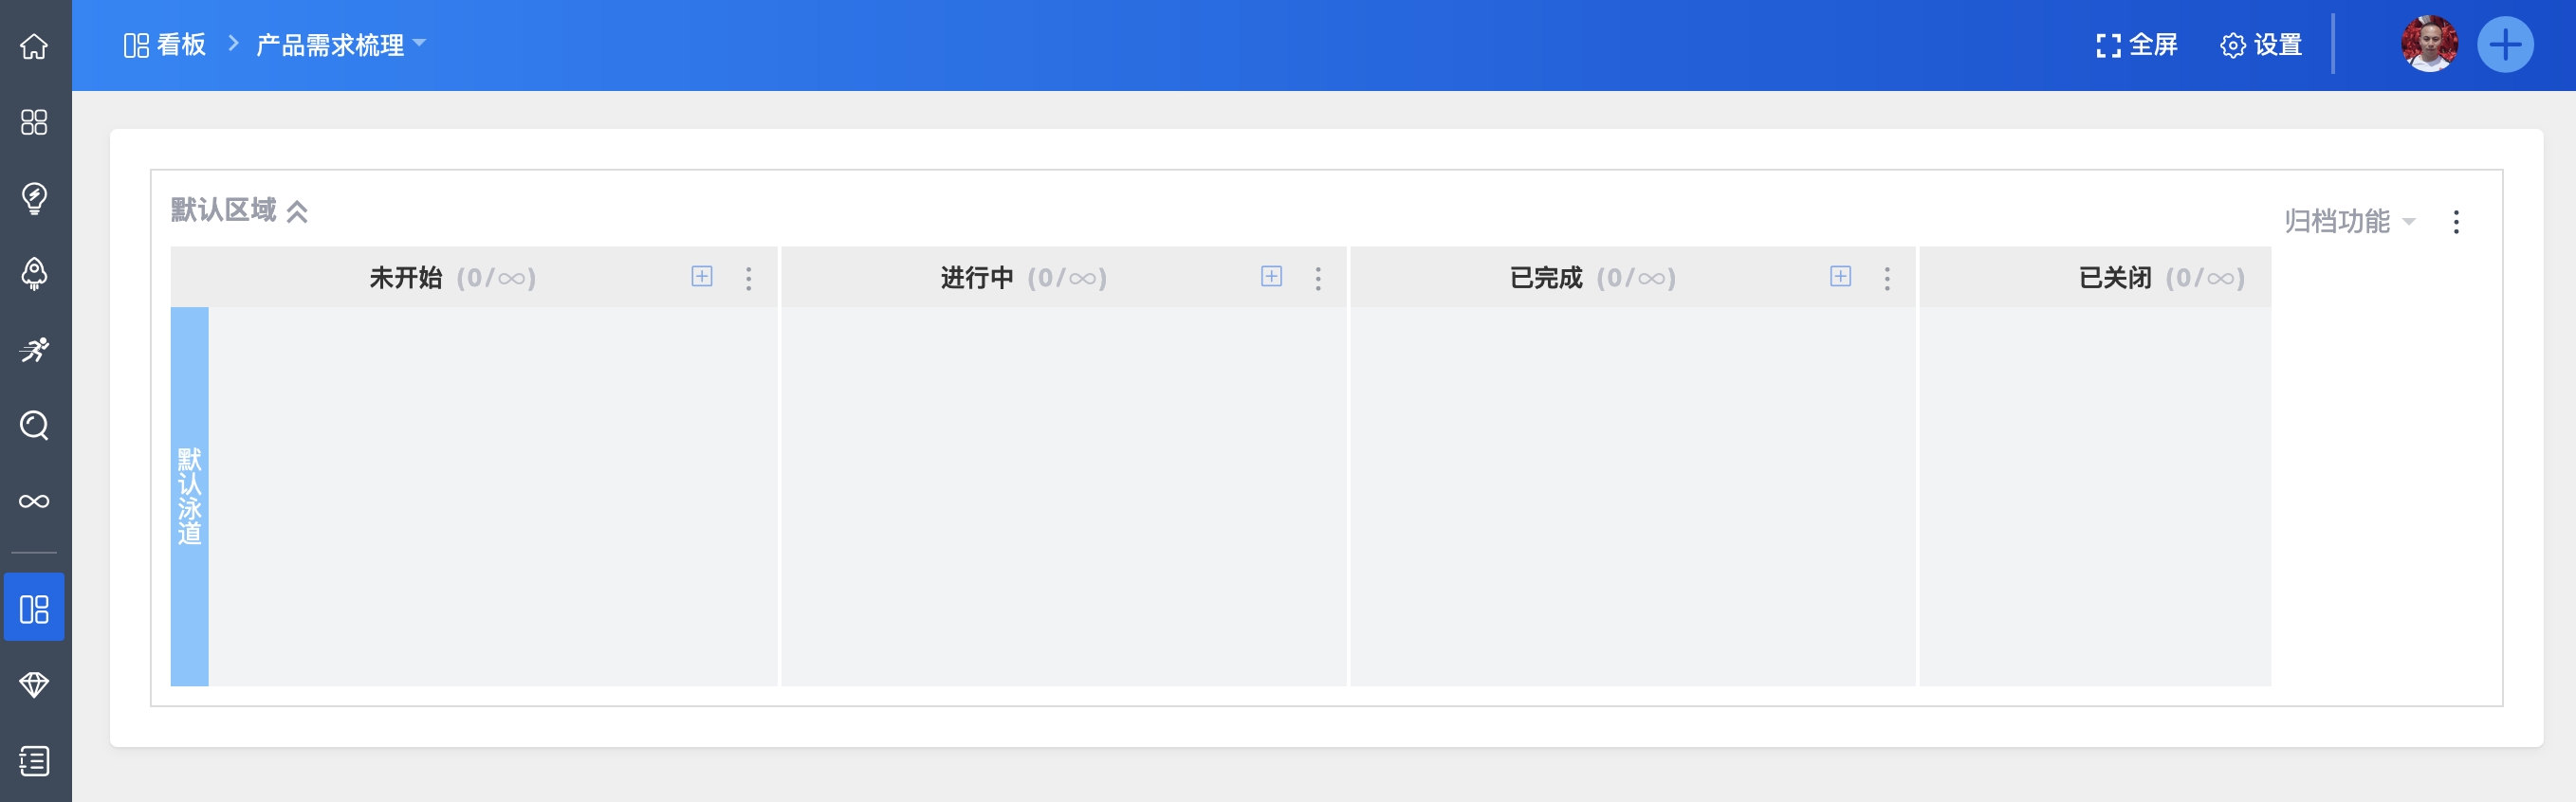 看板 > 产品需求梳理
全屏 设置
默认区域
归档功能
未开始 (0/∞) 进行中 (0/∞) 已完成 (0/∞) 已关闭 (0/∞)
默认泳道